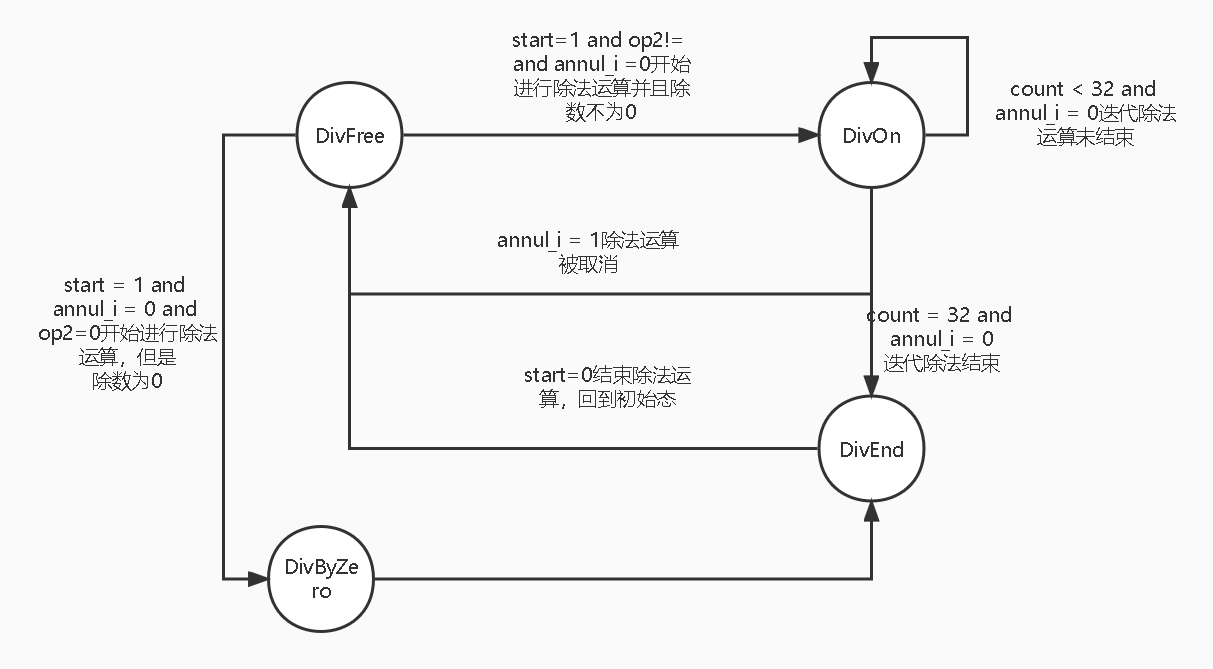 start=1 and op2!=
and annul_i =0开始
进行除法运算并且除
数不为0
DivFree
DivOn
count < 32 and
annul_i = 0迭代除法
运算未结束
annul_i = 1除法运算
被取消
start = 1 and
annul_i = 0 and
op2=0开始进行除法
运算，但是
除数为0
count = 32 and
annul_i = 0
迭代除法结束
start=0结束除法运
算，回到初始态
DivEnd
DivByZe
ro